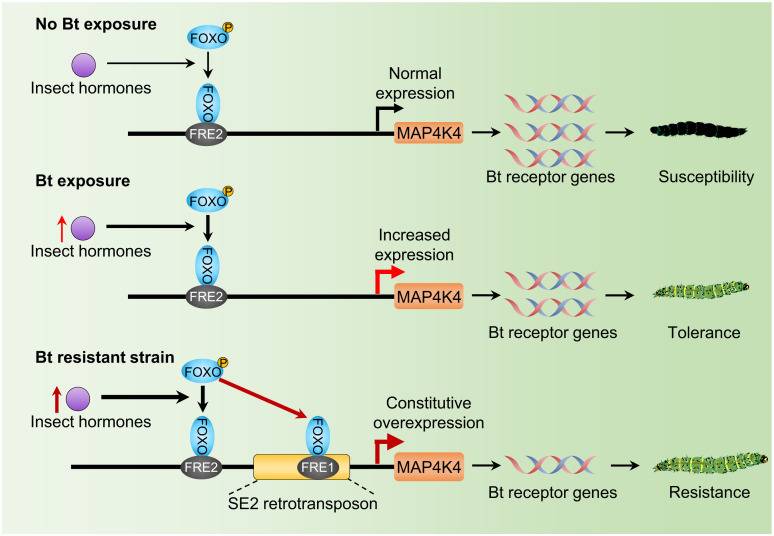 No Bt exposure
FOXO
P
Insect hormones
FOXO
FRE2
Normal
expression
MAP4K4
Bt receptor genes
Susceptibility
Bt exposure
FOXO
P
Insect hormones
FOXO
FRE2
Increased
expression
MAP4K4
Bt receptor genes
Tolerance
Bt resistant strain
FOXO
P
Insect hormones
FOXO
FRE2
FOXO
FRE1
SE2 retrotransposon
Constitutive
overexpression
MAP4K4
Bt receptor genes
Resistance